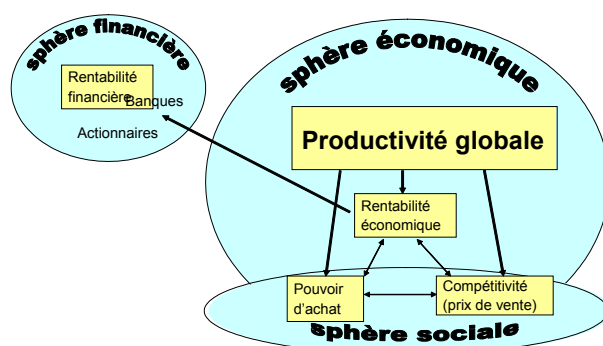 sphère financière
Rentabilité
financière
Banques
Actionnaires
sphère économique
Productivité globale
Rentabilité
économique
Pouvoir
d'achat
Compétitivité
(prix de vente)
sphère sociale